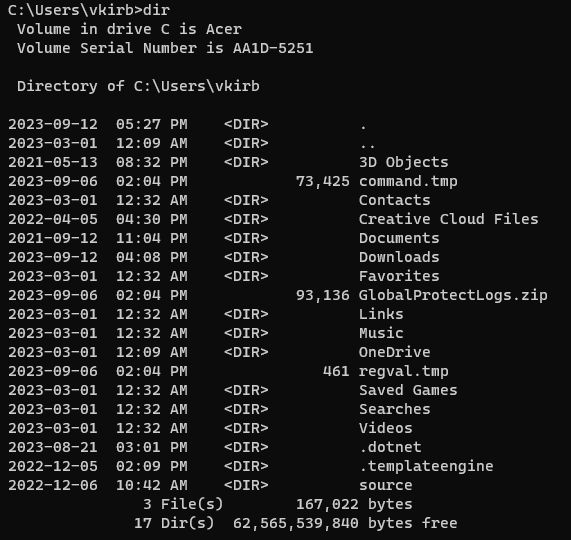 C:\Users\vkirb>dir
 Volume in drive C is Acer
 Volume Serial Number is AA1D-5251

 Directory of C:\Users\vkirb

2023-09-12  05:27 PM    <DIR>          .
2023-03-01  12:09 AM    <DIR>          ..
2021-05-13  08:32 PM    <DIR>          3D Objects
2023-09-06  02:04 PM            73,425 command.tmp
2023-03-01  12:32 AM    <DIR>          Contacts
2022-04-05  04:30 PM    <DIR>          Creative Cloud Files
2021-09-12  11:04 PM    <DIR>          Documents
2023-09-12  04:08 PM    <DIR>          Downloads
2023-03-01  12:32 AM    <DIR>          Favorites
2023-09-06  02:04 PM            93,136 GlobalProtectLogs.zip
2023-03-01  12:32 AM    <DIR>          Links
2023-03-01  12:32 AM    <DIR>          Music
2023-03-01  12:09 AM    <DIR>          OneDrive
2023-09-06  02:04 PM               461 regval.tmp
2023-03-01  12:32 AM    <DIR>          Saved Games
2023-03-01  12:32 AM    <DIR>          Searches
2023-03-01  12:32 AM    <DIR>          Videos
2023-08-21  03:01 PM    <DIR>          .dotnet
2022-12-05  02:09 PM    <DIR>          .templateengine
2022-12-06  10:42 AM    <DIR>          source
               3 File(s)        167,022 bytes
              17 Dir(s)  62,565,539,840 bytes free